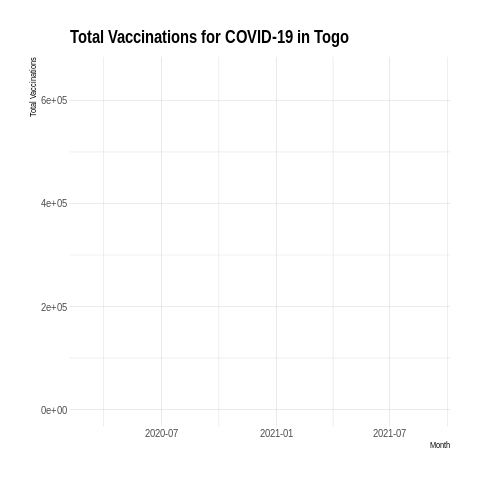 Total Vaccinations for COVID-19 in Togo
Total Vaccinations
6e+05
4e+05
2e+05
0e+00
2020-07 2021-01 2021-07
Month